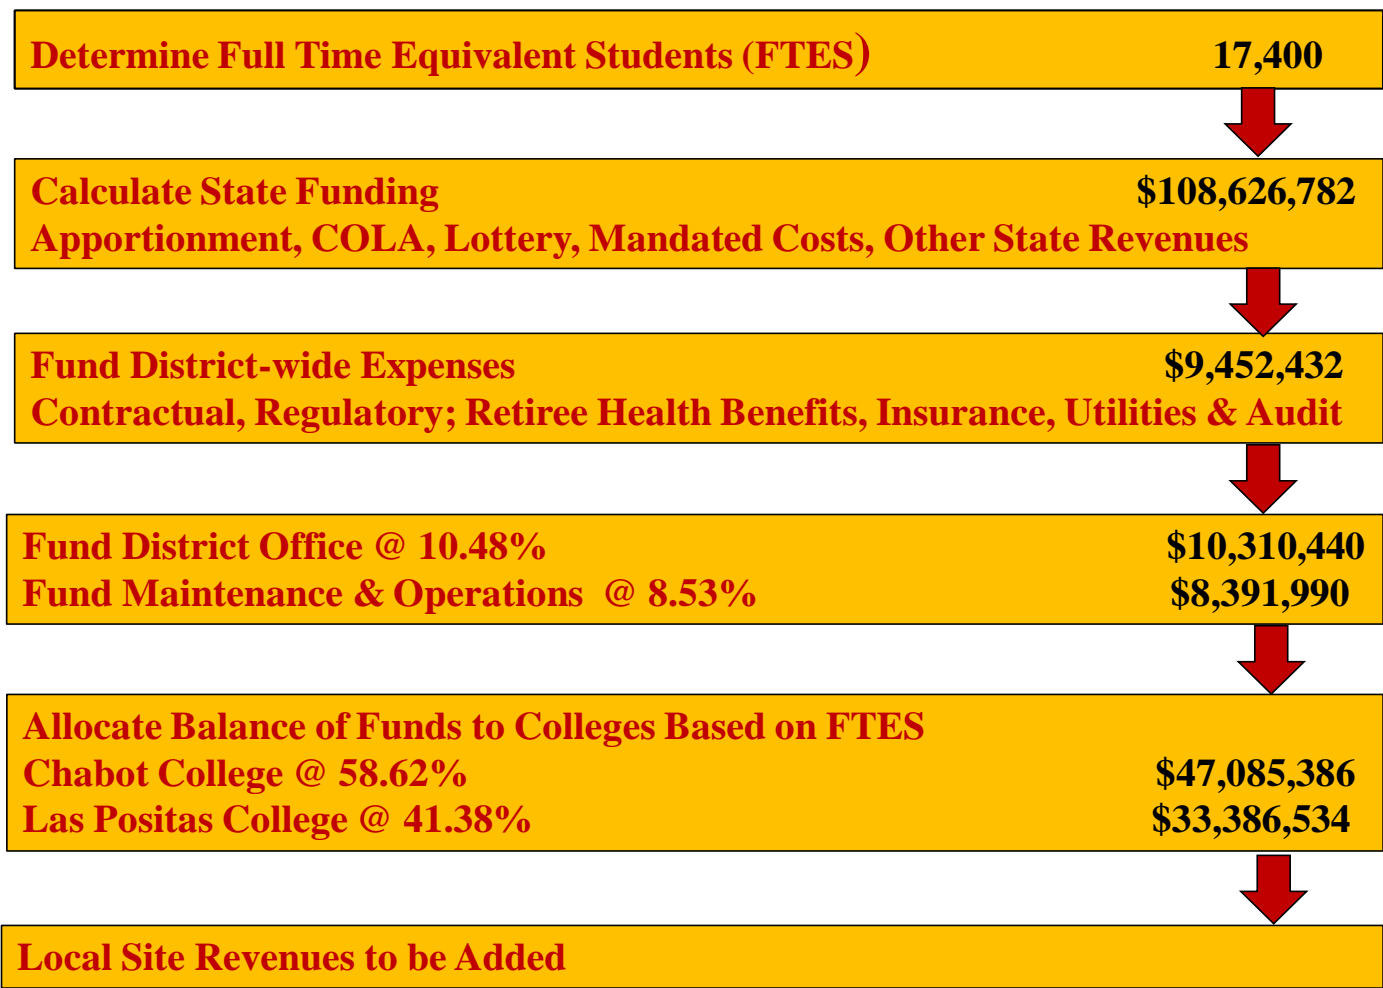 Determine Full Time Equivalent Students (FTES) 17,400
Calculate State Funding $108,626,782
Apportionment, COLA, Lottery, Mandated Costs, Other State Revenues
Fund District-wide Expenses $9,452,432
Contractual, Regulatory; Retiree Health Benefits, Insurance, Utilities & Audit
Fund District Office @ 10.48% $10,310,440
Fund Maintenance & Operations @ 8.53% $8,391,990
Allocate Balance of Funds to Colleges Based on FTES
Chabot College @ 58.62% $47,085,386
Las Positas College @ 41.38% $33,386,534
Local Site Revenues to be Added